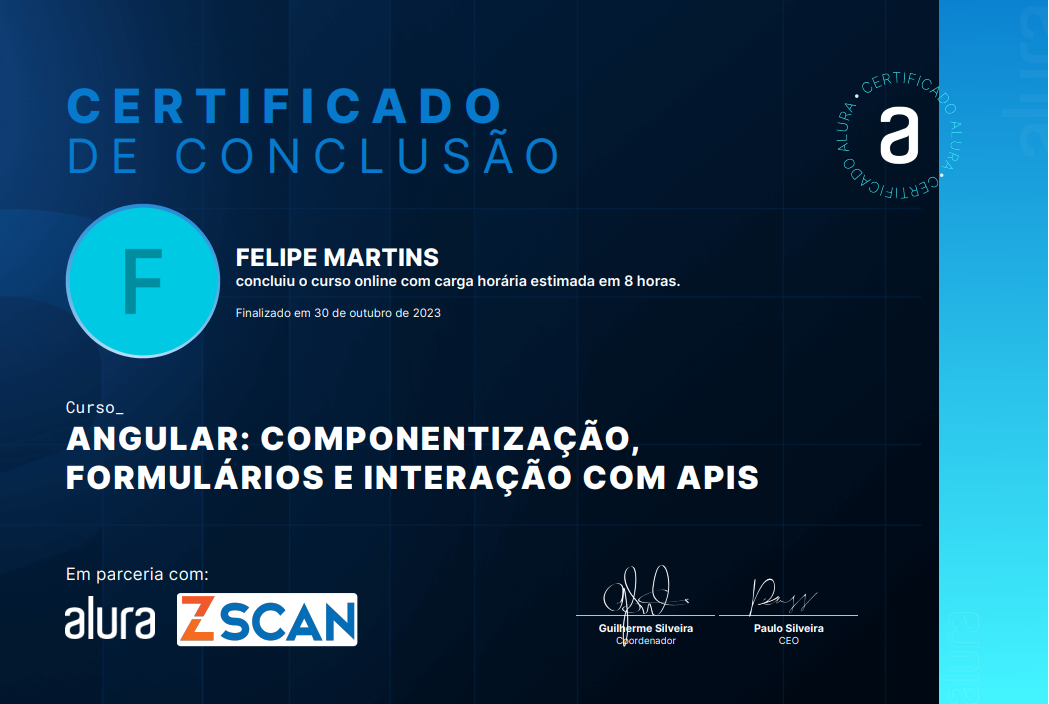 CERTIFICADO
DE CONCLUSÃO
CERTIFICADO ALURA • CERTIFICADO ALURA •
a
F
FELIPE MARTINS
concluiu o curso online com carga horária estimada em 8 horas.
Finalizado em 30 de outubro de 2023
Curso_
ANGULAR: COMPONENTIZAÇÃO,
FORMULÁRIOS E INTERAÇÃO COM APIS
Em parceria com:
alura
ZSCAN
Guilherme Silveira
Coordenador
Paulo Silveira
CEO
alura
alura